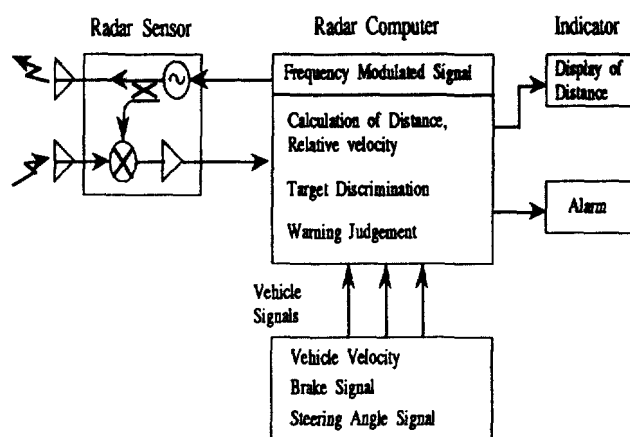 Radar Sensor
Radar Computer
Indicator
Frequency Modulated Signal
Calculation of Distance,
Relative velocity
Target Discrimination
Warning Judgement
Display of
Distance
Alarm
Vehicle
Signals
Vehicle Velocity
Brake Signal
Steering Angle Signal